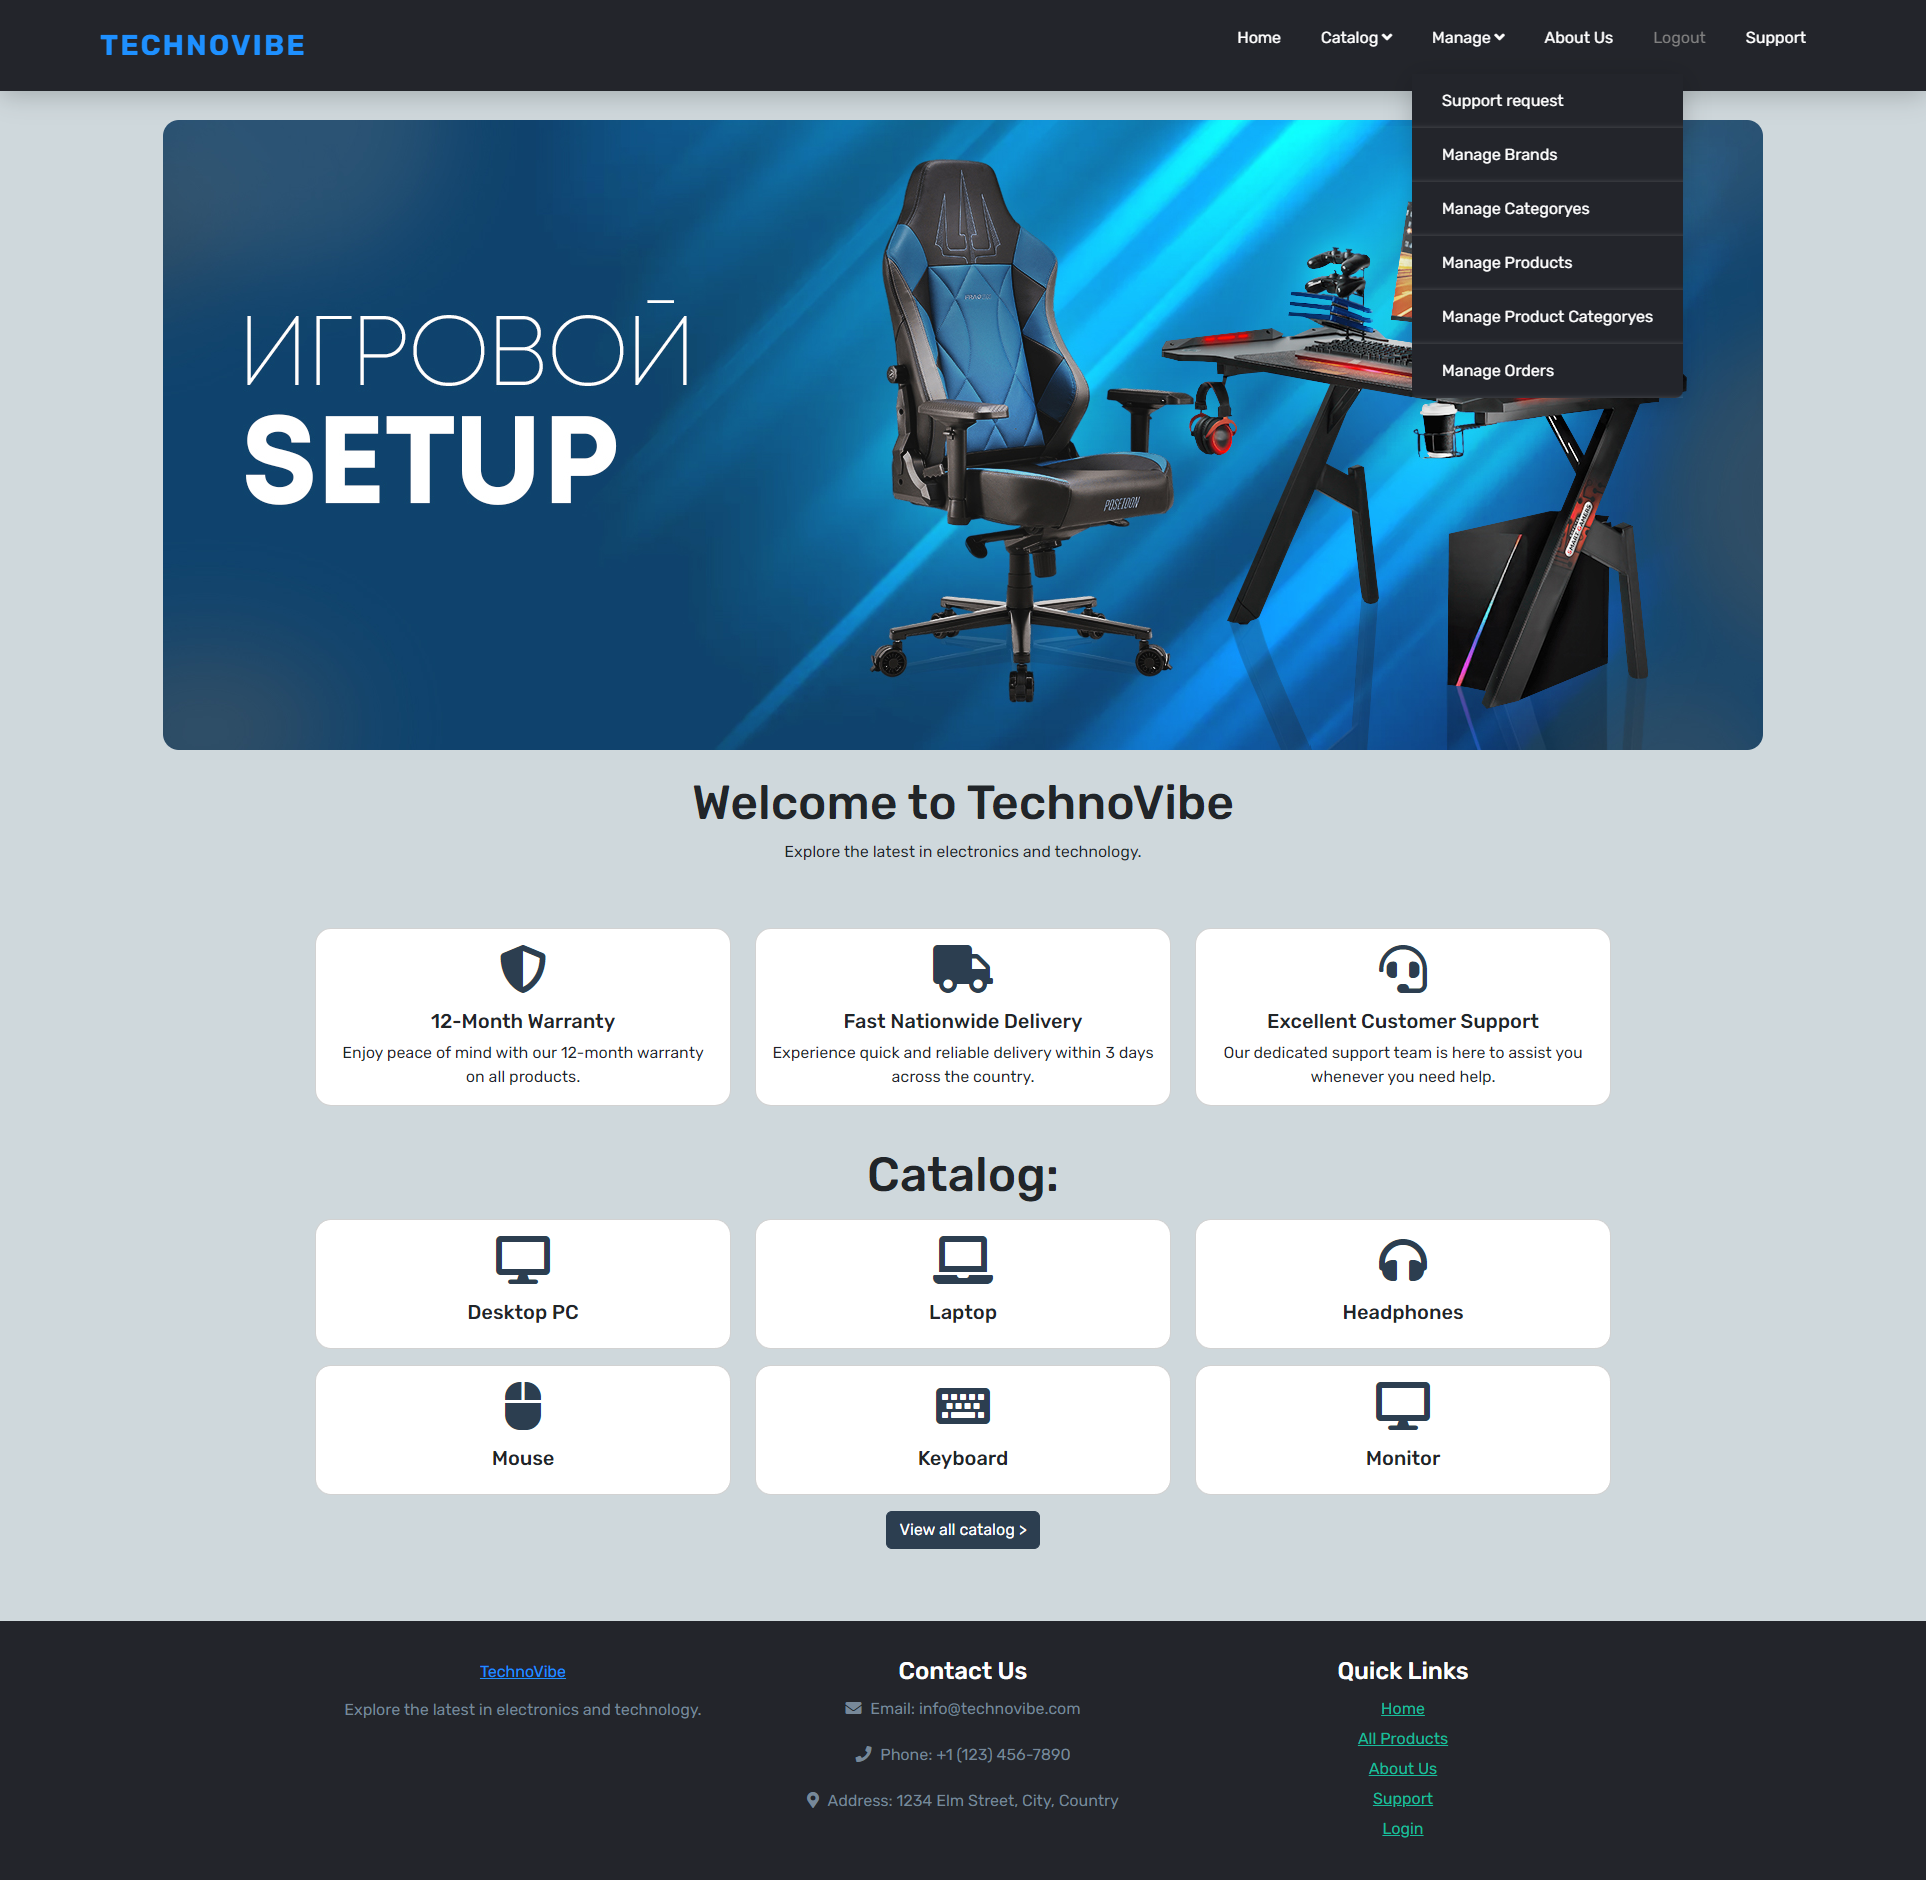 TECHNOVIBE
Home Catalog Manage About Us Logout Support
Support request
Manage Brands
Manage Categoryes
Manage Products
Manage Product Categoryes
Manage Orders
ИГРОВОЙ
SETUP
POSEIDON
Welcome to TechnoVibe
Explore the latest in electronics and technology.
12-Month Warranty
Enjoy peace of mind with our 12-month warranty
on all products.
Fast Nationwide Delivery
Experience quick and reliable delivery within 3 days
across the country.
Excellent Customer Support
Our dedicated support team is here to assist you
whenever you need help.
Catalog:
Desktop PC
Laptop
Headphones
Mouse
Keyboard
Monitor
View all catalog >
TechnoVibe
Explore the latest in electronics and technology.
Contact Us
Email: info@technovibe.com
Phone: +1 (123) 456-7890
Address: 1234 Elm Street, City, Country
Quick Links
Home
All Products
About Us
Support
Login